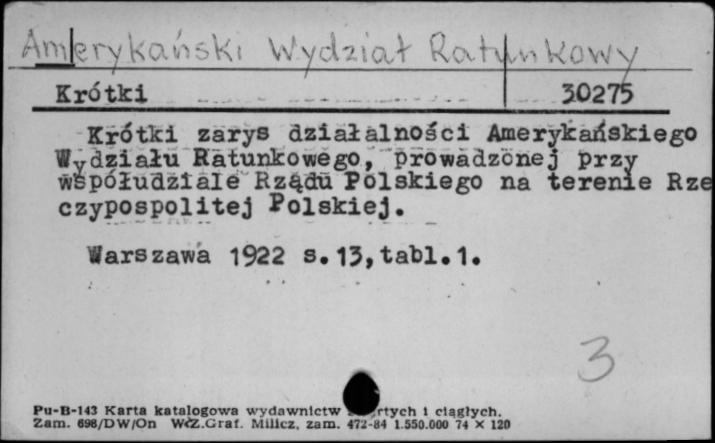 Amerykański Wydział Ratunkowy
Krótki 30275
Krótki zarys działalności Amerykańskiego
Wydziału Ratunkowego, prowadzonej przy
współudziale Rządu Polskiego na terenie Rze
czypospolitej Polskiej.
Warszawa 1922 s.13,tabl.1.
3
Pu-B-143 Karta katalogowa wydawnictw i ciągłych.
Zam. 698/DW/On WZ.Graf. Milicz, zam. 472-84 1.550.000 74 × 120